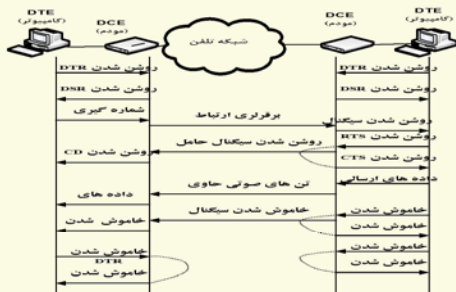 DTE
(کامپیوتر)
DCE
(مودم)
شبکه تلفن
DCE
(مودم)
DTE
(کامپیوتر)
روشن شدن DTR
روشن شدن DTR
روشن شدن DSR
روشن شدن DSR
شماره گیری
برقراری ارتباط
روشن شدن سیگنال
روشن شدن RTS
روشن شدن سیگنال حامل
روشن شدن CD
روشن شدن CTS
داده های ارسالی
تن های صوتی حاوی
داده های
خاموش شدن
خاموش شدن سیگنال
خاموش شدن
خاموش شدن
خاموش شدن
خاموش شدن
DTR
خاموش شدن
خاموش شدن